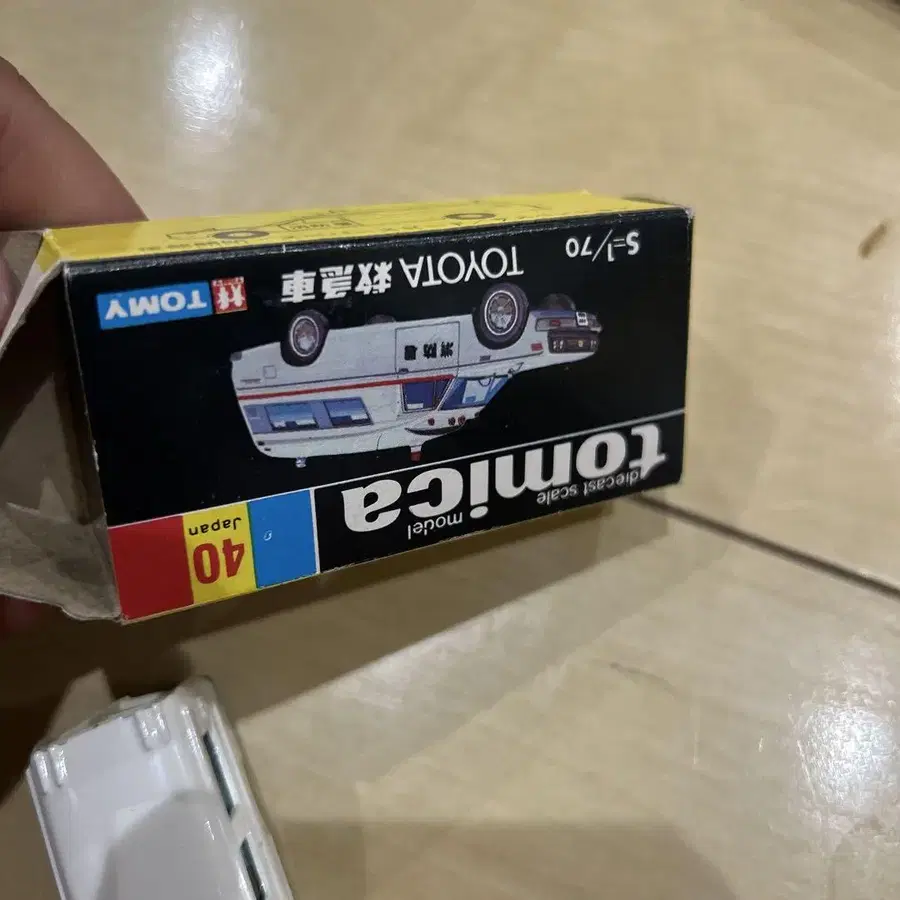 diecast scale model
tomica
40
Japan
消防署
TOYOTA 救急車
S=1/70
TOMY